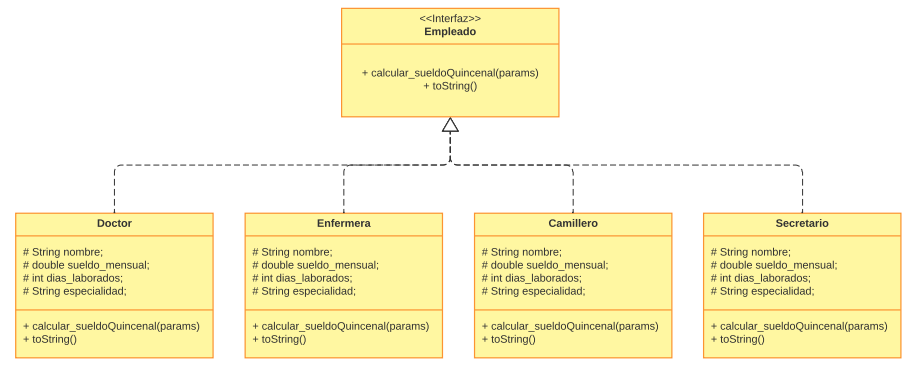 <<Interfaz>>
Empleado
+ calcular_sueldoQuincenal(params)
+ toString()
Doctor
# String nombre;
# double sueldo_mensual;
# int dias_laborados;
# String especialidad;
+ calcular_sueldoQuincenal(params)
+ toString()
Enfermera
# String nombre;
# double sueldo_mensual;
# int dias_laborados;
# String especialidad;
+ calcular_sueldoQuincenal(params)
+ toString()
Camillero
# String nombre;
# double sueldo_mensual;
# int dias_laborados;
# String especialidad;
+ calcular_sueldoQuincenal(params)
+ toString()
Secretario
# String nombre;
# double sueldo_mensual;
# int dias_laborados;
# String especialidad;
+ calcular_sueldoQuincenal(params)
+ toString()